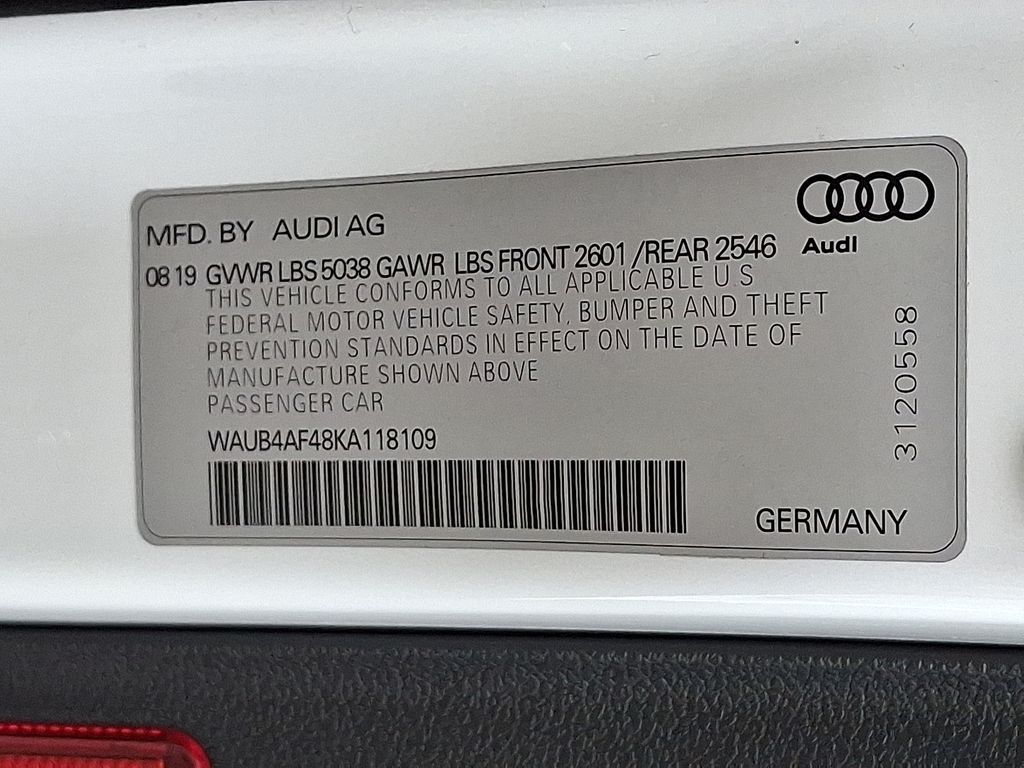 MFD. BY AUDI AG
Audi
08 19 GVWR LBS 5038 GAWR LBS FRONT 2601 /REAR 2546
THIS VEHICLE CONFORMS TO ALL APPLICABLE U.S
FEDERAL MOTOR VEHICLE SAFETY, BUMPER AND THEFT
PREVENTION STANDARDS IN EFFECT ON THE DATE OF
MANUFACTURE SHOWN ABOVE
PASSENGER CAR
WAUB4AF48KA118109
3120558
GERMANY